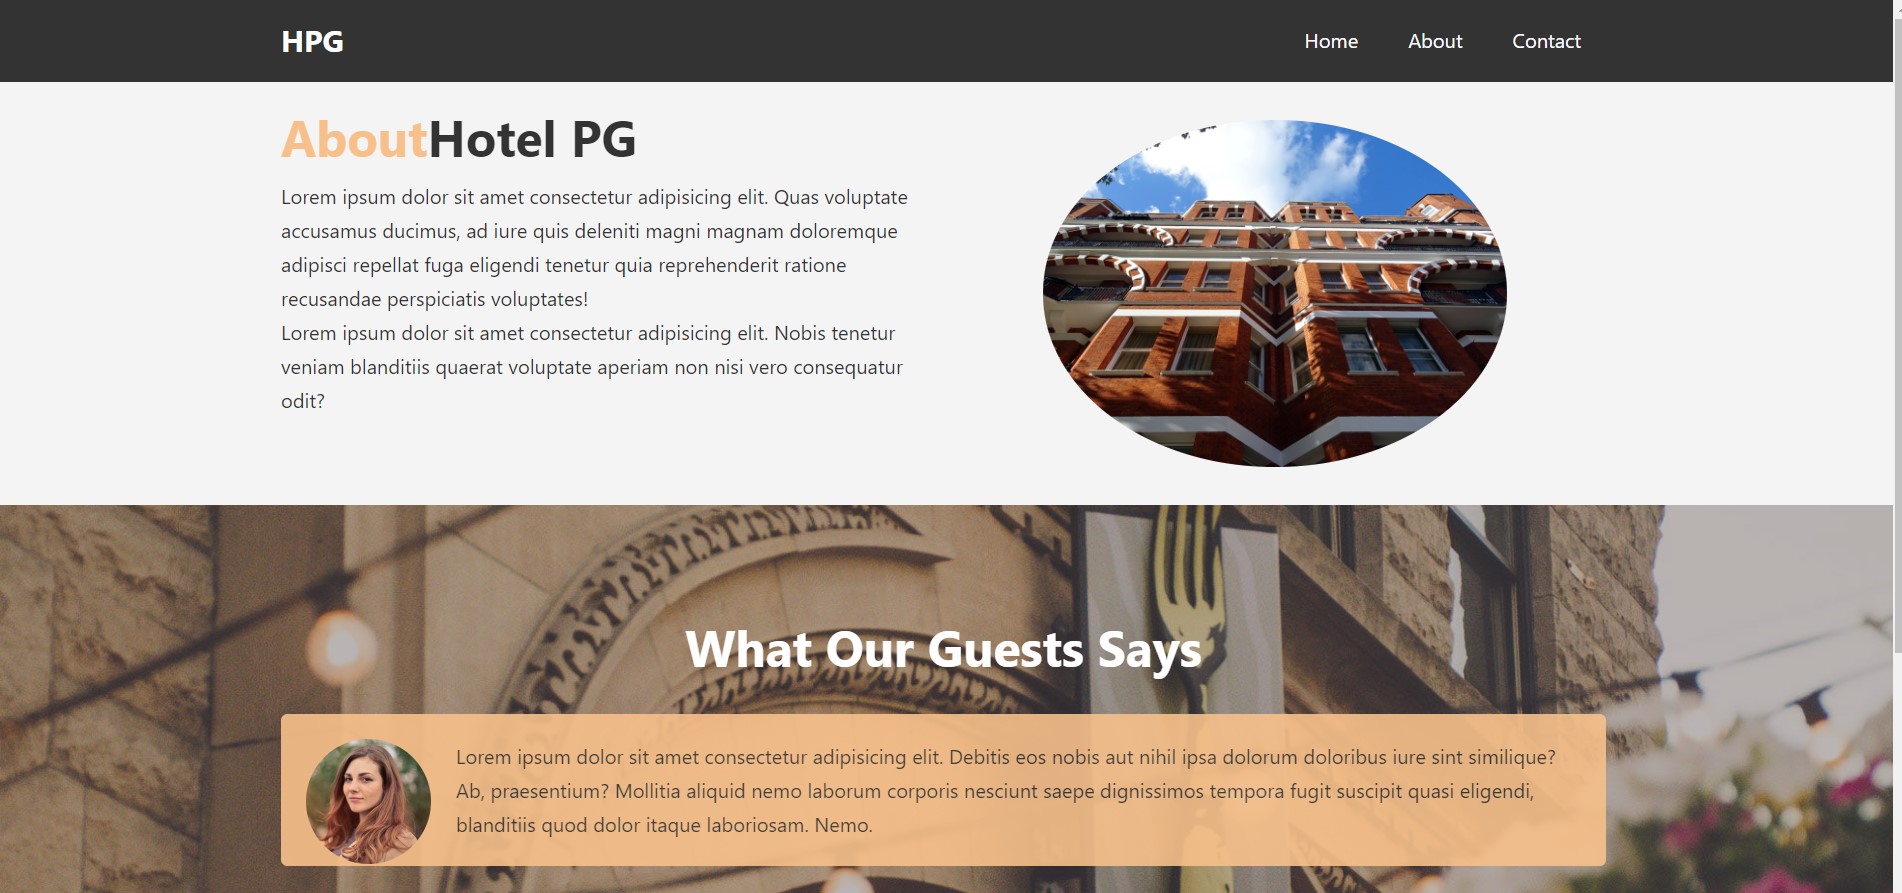 HPG
Home About Contact
AboutHotel PG
Lorem ipsum dolor sit amet consectetur adipisicing elit. Quas voluptate
accusamus ducimus, ad iure quis deleniti magni magnam doloremque
adipisci repellat fuga eligendi tenetur quia reprehenderit ratione
recusandae perspiciatis voluptates!
Lorem ipsum dolor sit amet consectetur adipisicing elit. Nobis tenetur
veniam blanditiis quaerat voluptate aperiam non nisi vero consequatur
odit?
What Our Guests Says
Lorem ipsum dolor sit amet consectetur adipisicing elit. Debitis eos nobis aut nihil ipsa dolorum doloribus iure sint similique?
Ab, praesentium? Mollitia aliquid nemo laborum corporis nesciunt saepe dignissimos tempora fugit suscipit quasi eligendi,
blanditiis quod dolor itaque laboriosam. Nemo.